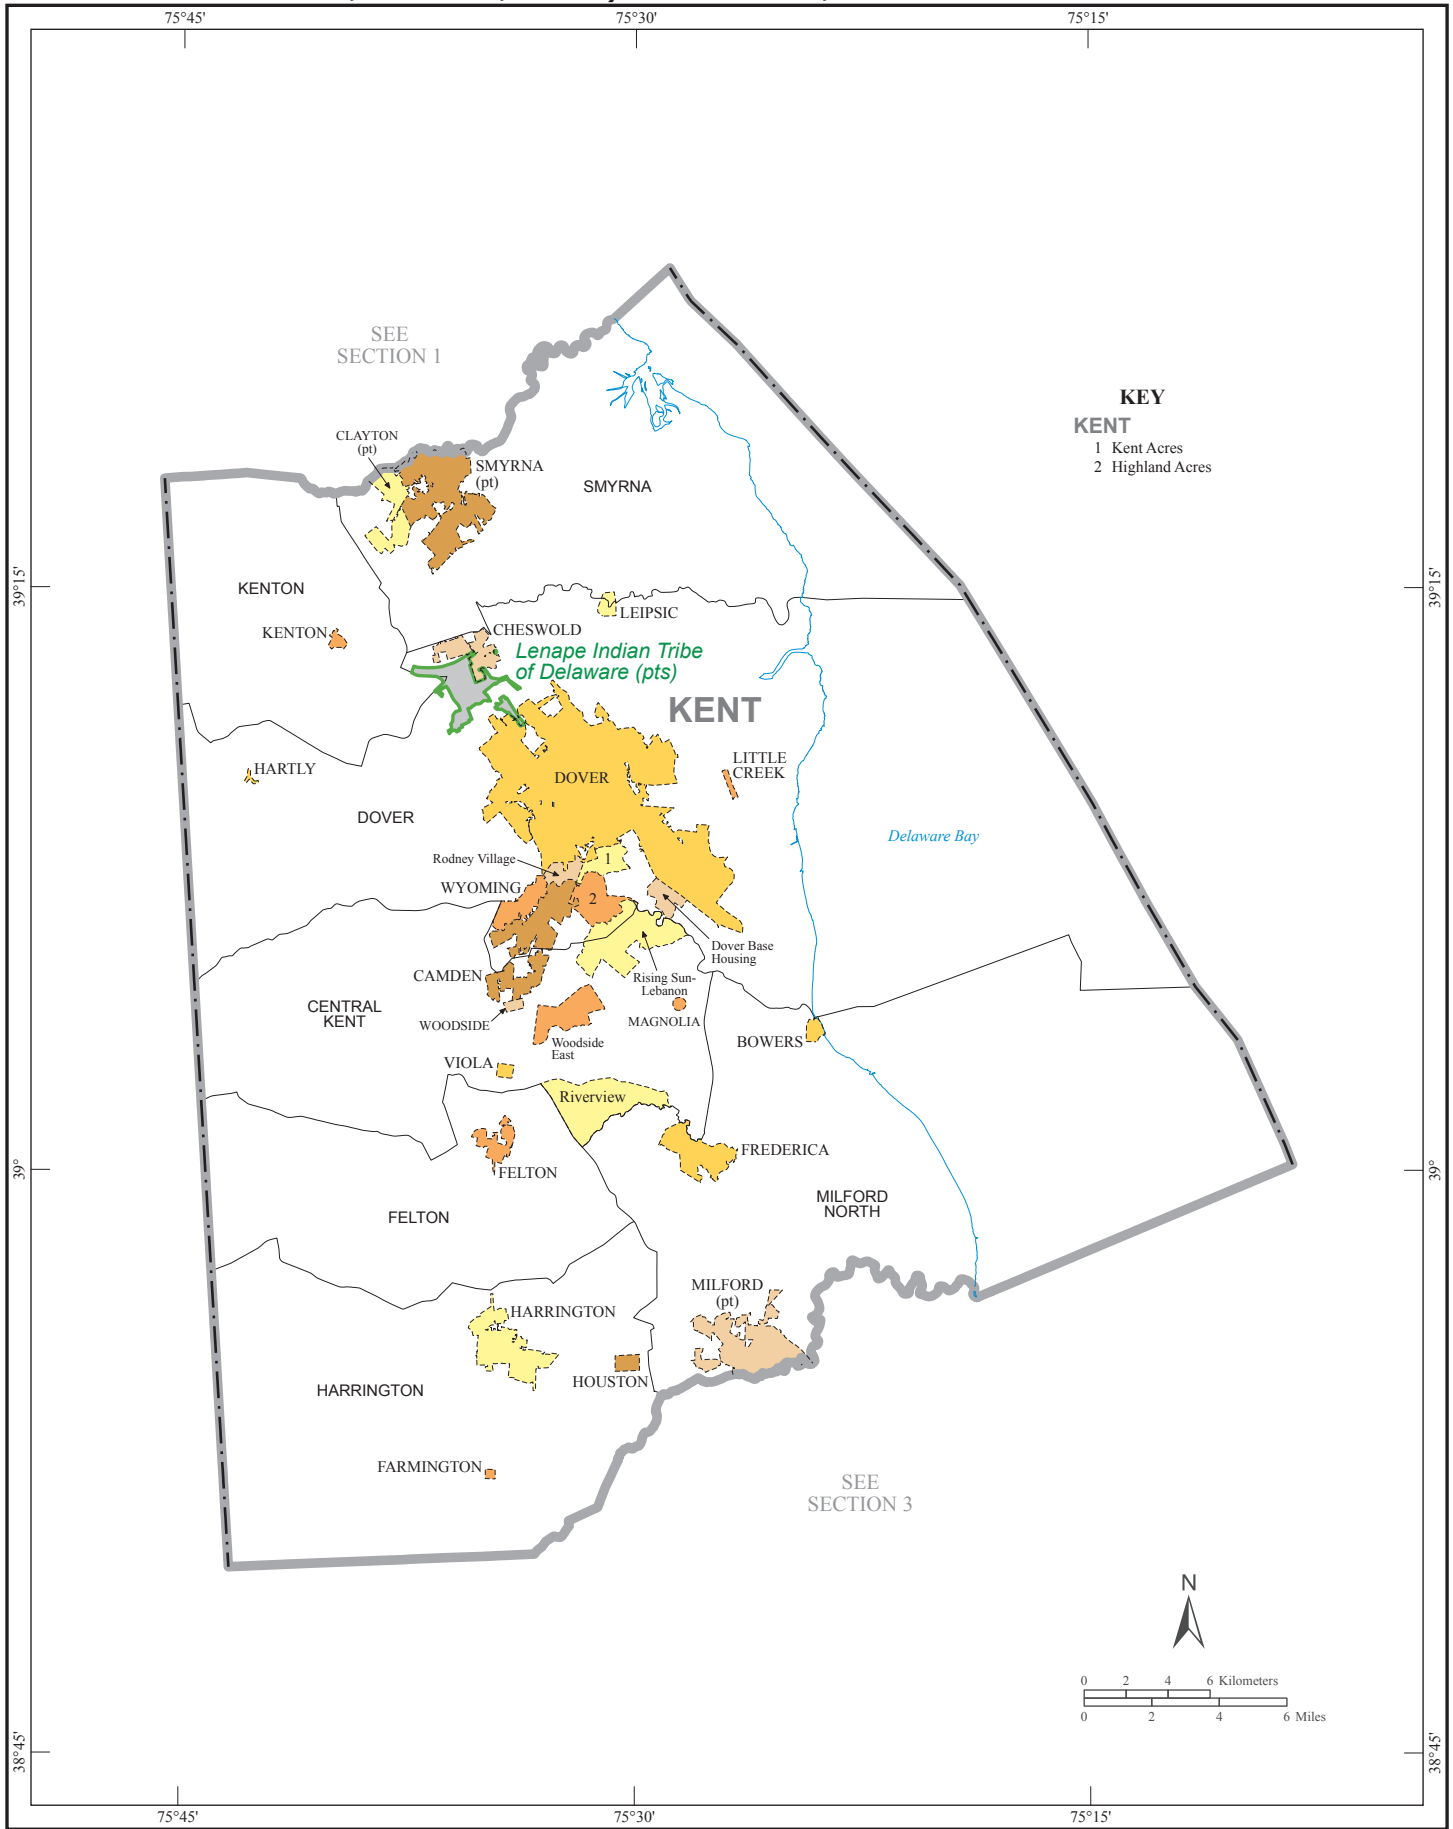 75°45'
75°30'
75°15'
SEE
SECTION 1
KEY
KENT
1 Kent Acres
2 Highland Acres
CLAYTON
(pt)
SMYRNA
(pt)
SMYRNA
39°15'
39°15'
KENTON
KENTON
LEIPSIC
CHESWOLD
Lenape Indian Tribe
of Delaware (pts)
KENT
HARTLY
DOVER
LITTLE
CREEK
DOVER
Delaware Bay
Rodney Village
1
WYOMING
2
Dover Base
Housing
CAMDEN
Rising Sun-
Lebanon
CENTRAL
KENT
WOODSIDE
MAGNOLIA
Woodside
East
BOWERS
VIOLA
Riverview
FREDERICA
39°
39°
FELTON
FELTON
MILFORD
NORTH
MILFORD
(pt)
HARRINGTON
HOUSTON
HARRINGTON
FARMINGTON
SEE
SECTION 3
N
0 2 4 6 Kilometers
0 2 4 6 Miles
38°45'
38°45'
75°45'
75°30'
75°15'